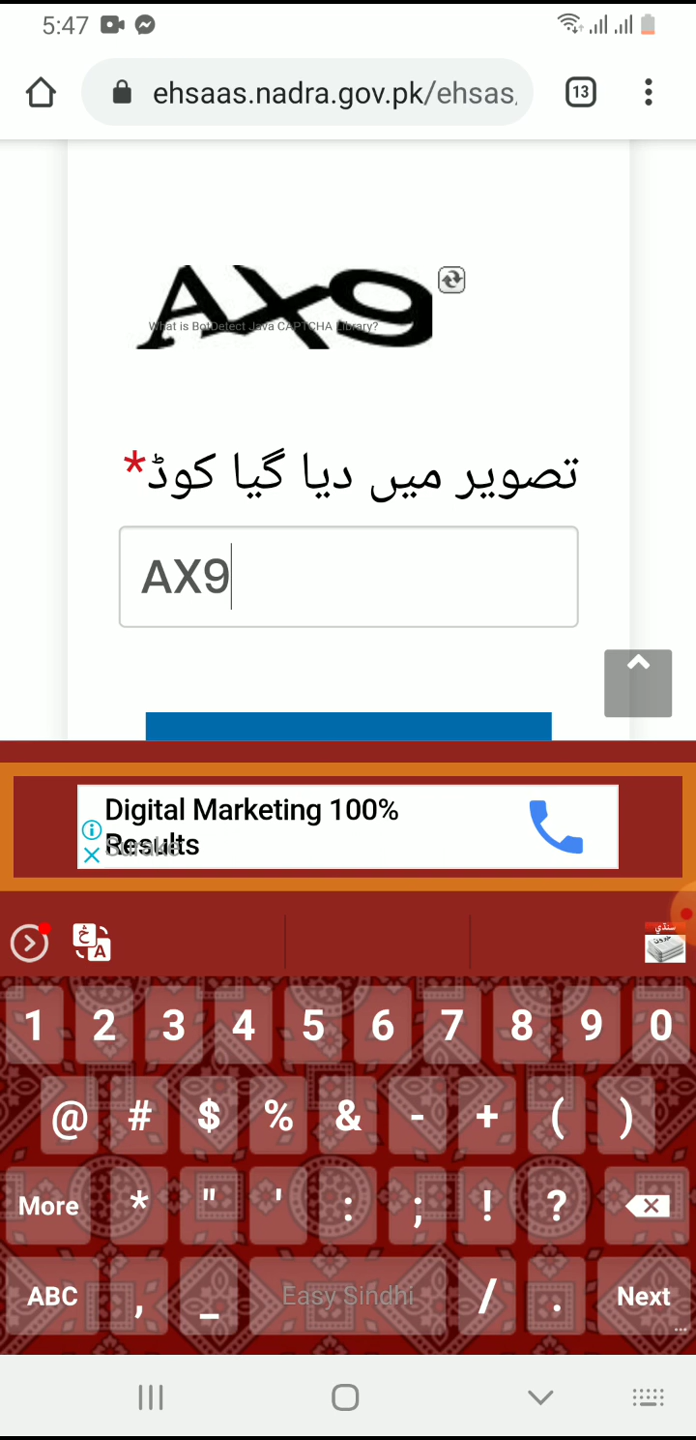 5:47
ehsaas.nadra.gov.pk/ehsas
13
AX9
What is BotDetect Java CAPTCHA Library?
تصویر میں دیا گیا کوڈ*
AX9
Digital Marketing 100%
Results
سنڌي
1 2 3 4 5 6 7 8 9 0
@ # $ % & - + ( )
More * " ' : ; ! ?
ABC , _ Easy Sindhi / . Next